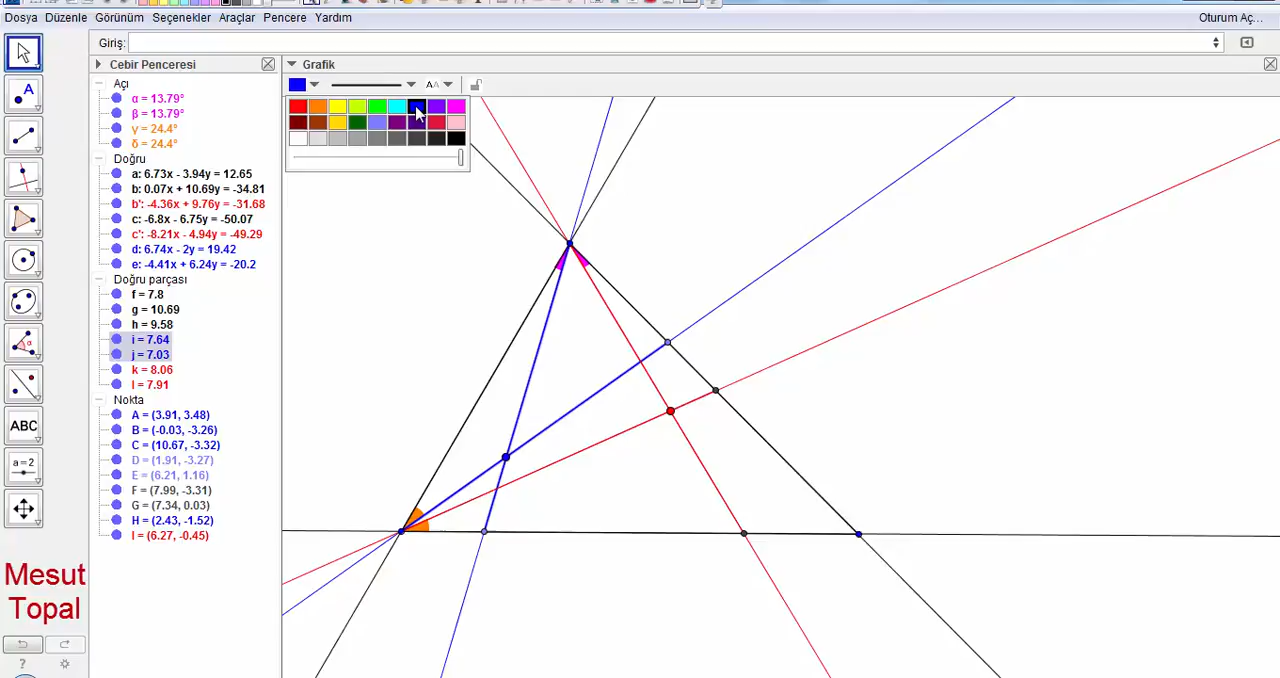 Dosya Düzenle Görünüm Seçenekler Araçlar Pencere Yardım Oturum Aç...
Giriş:
Cebir Penceresi
Grafik
AA
Açı
α = 13.79°
β = 13.79°
γ = 24.4°
δ = 24.4°
Doğru
a: 6.73x - 3.94y = 12.65
b: 0.07x + 10.69y = -34.81
b': -4.36x + 9.76y = -31.68
c: -6.8x - 6.75y = -50.07
c': -8.21x - 4.94y = -49.29
d: 6.74x - 2y = 19.42
e: -4.41x + 6.24y = -20.2
Doğru parçası
f = 7.8
g = 10.69
h = 9.58
i = 7.64
j = 7.03
k = 8.06
l = 7.91
Nokta
A = (3.91, 3.48)
B = (-0.03, -3.26)
C = (10.67, -3.32)
D = (1.91, -3.27)
E = (6.21, 1.16)
F = (7.99, -3.31)
G = (7.34, 0.03)
H = (2.43, -1.52)
I = (6.27, -0.45)
A
α
ABC
a=2
Mesut
Topal
?